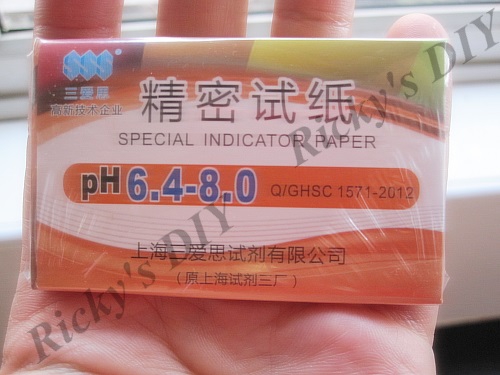 SSS®
三爱思
高新技术企业
精密试纸
SPECIAL INDICATOR PAPER
pH 6.4-8.0 Q/GHSC 1571-2012
上海三爱思试剂有限公司
(原上海试剂三厂)
Ricky's DIY
Ricky's DIY